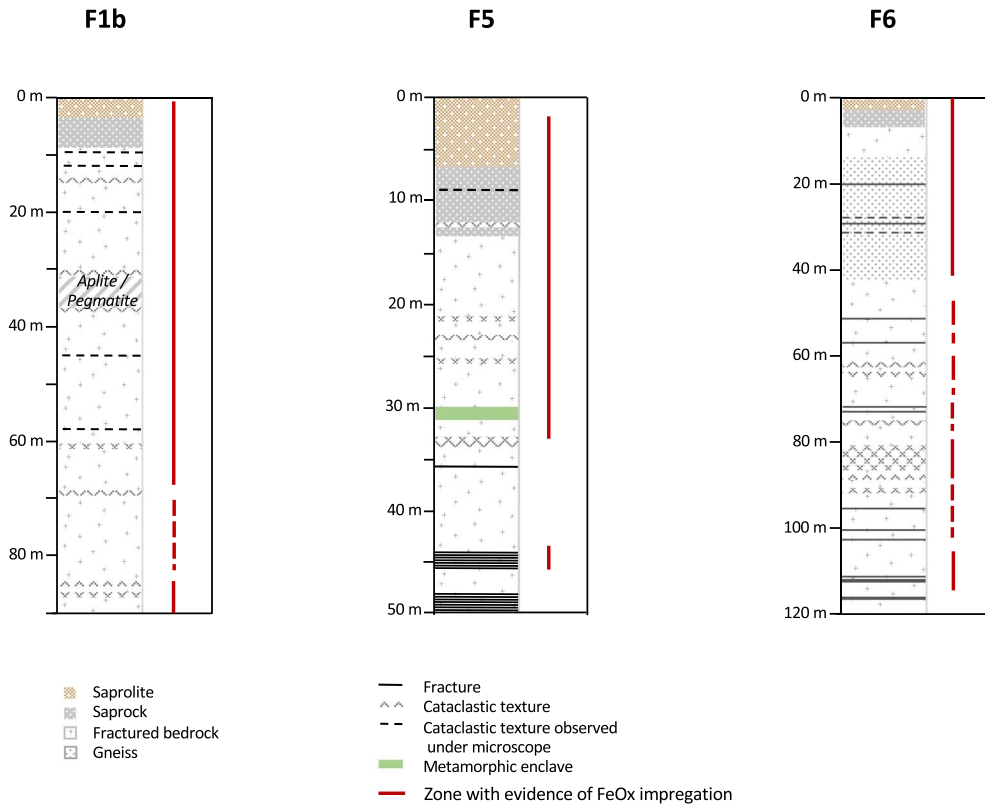 F1b
F5
F6
0 m
20 m
Aplite /
Pegmatite
40 m
60 m
80 m
0 m
10 m
20 m
30 m
40 m
50 m
0 m
20 m
40 m
60 m
80 m
100 m
120 m
Saprolite
Saprock
Fractured bedrock
Gneiss
Fracture
Cataclastic texture
Cataclastic texture observed
under microscope
Metamorphic enclave
Zone with evidence of FeOx impregation